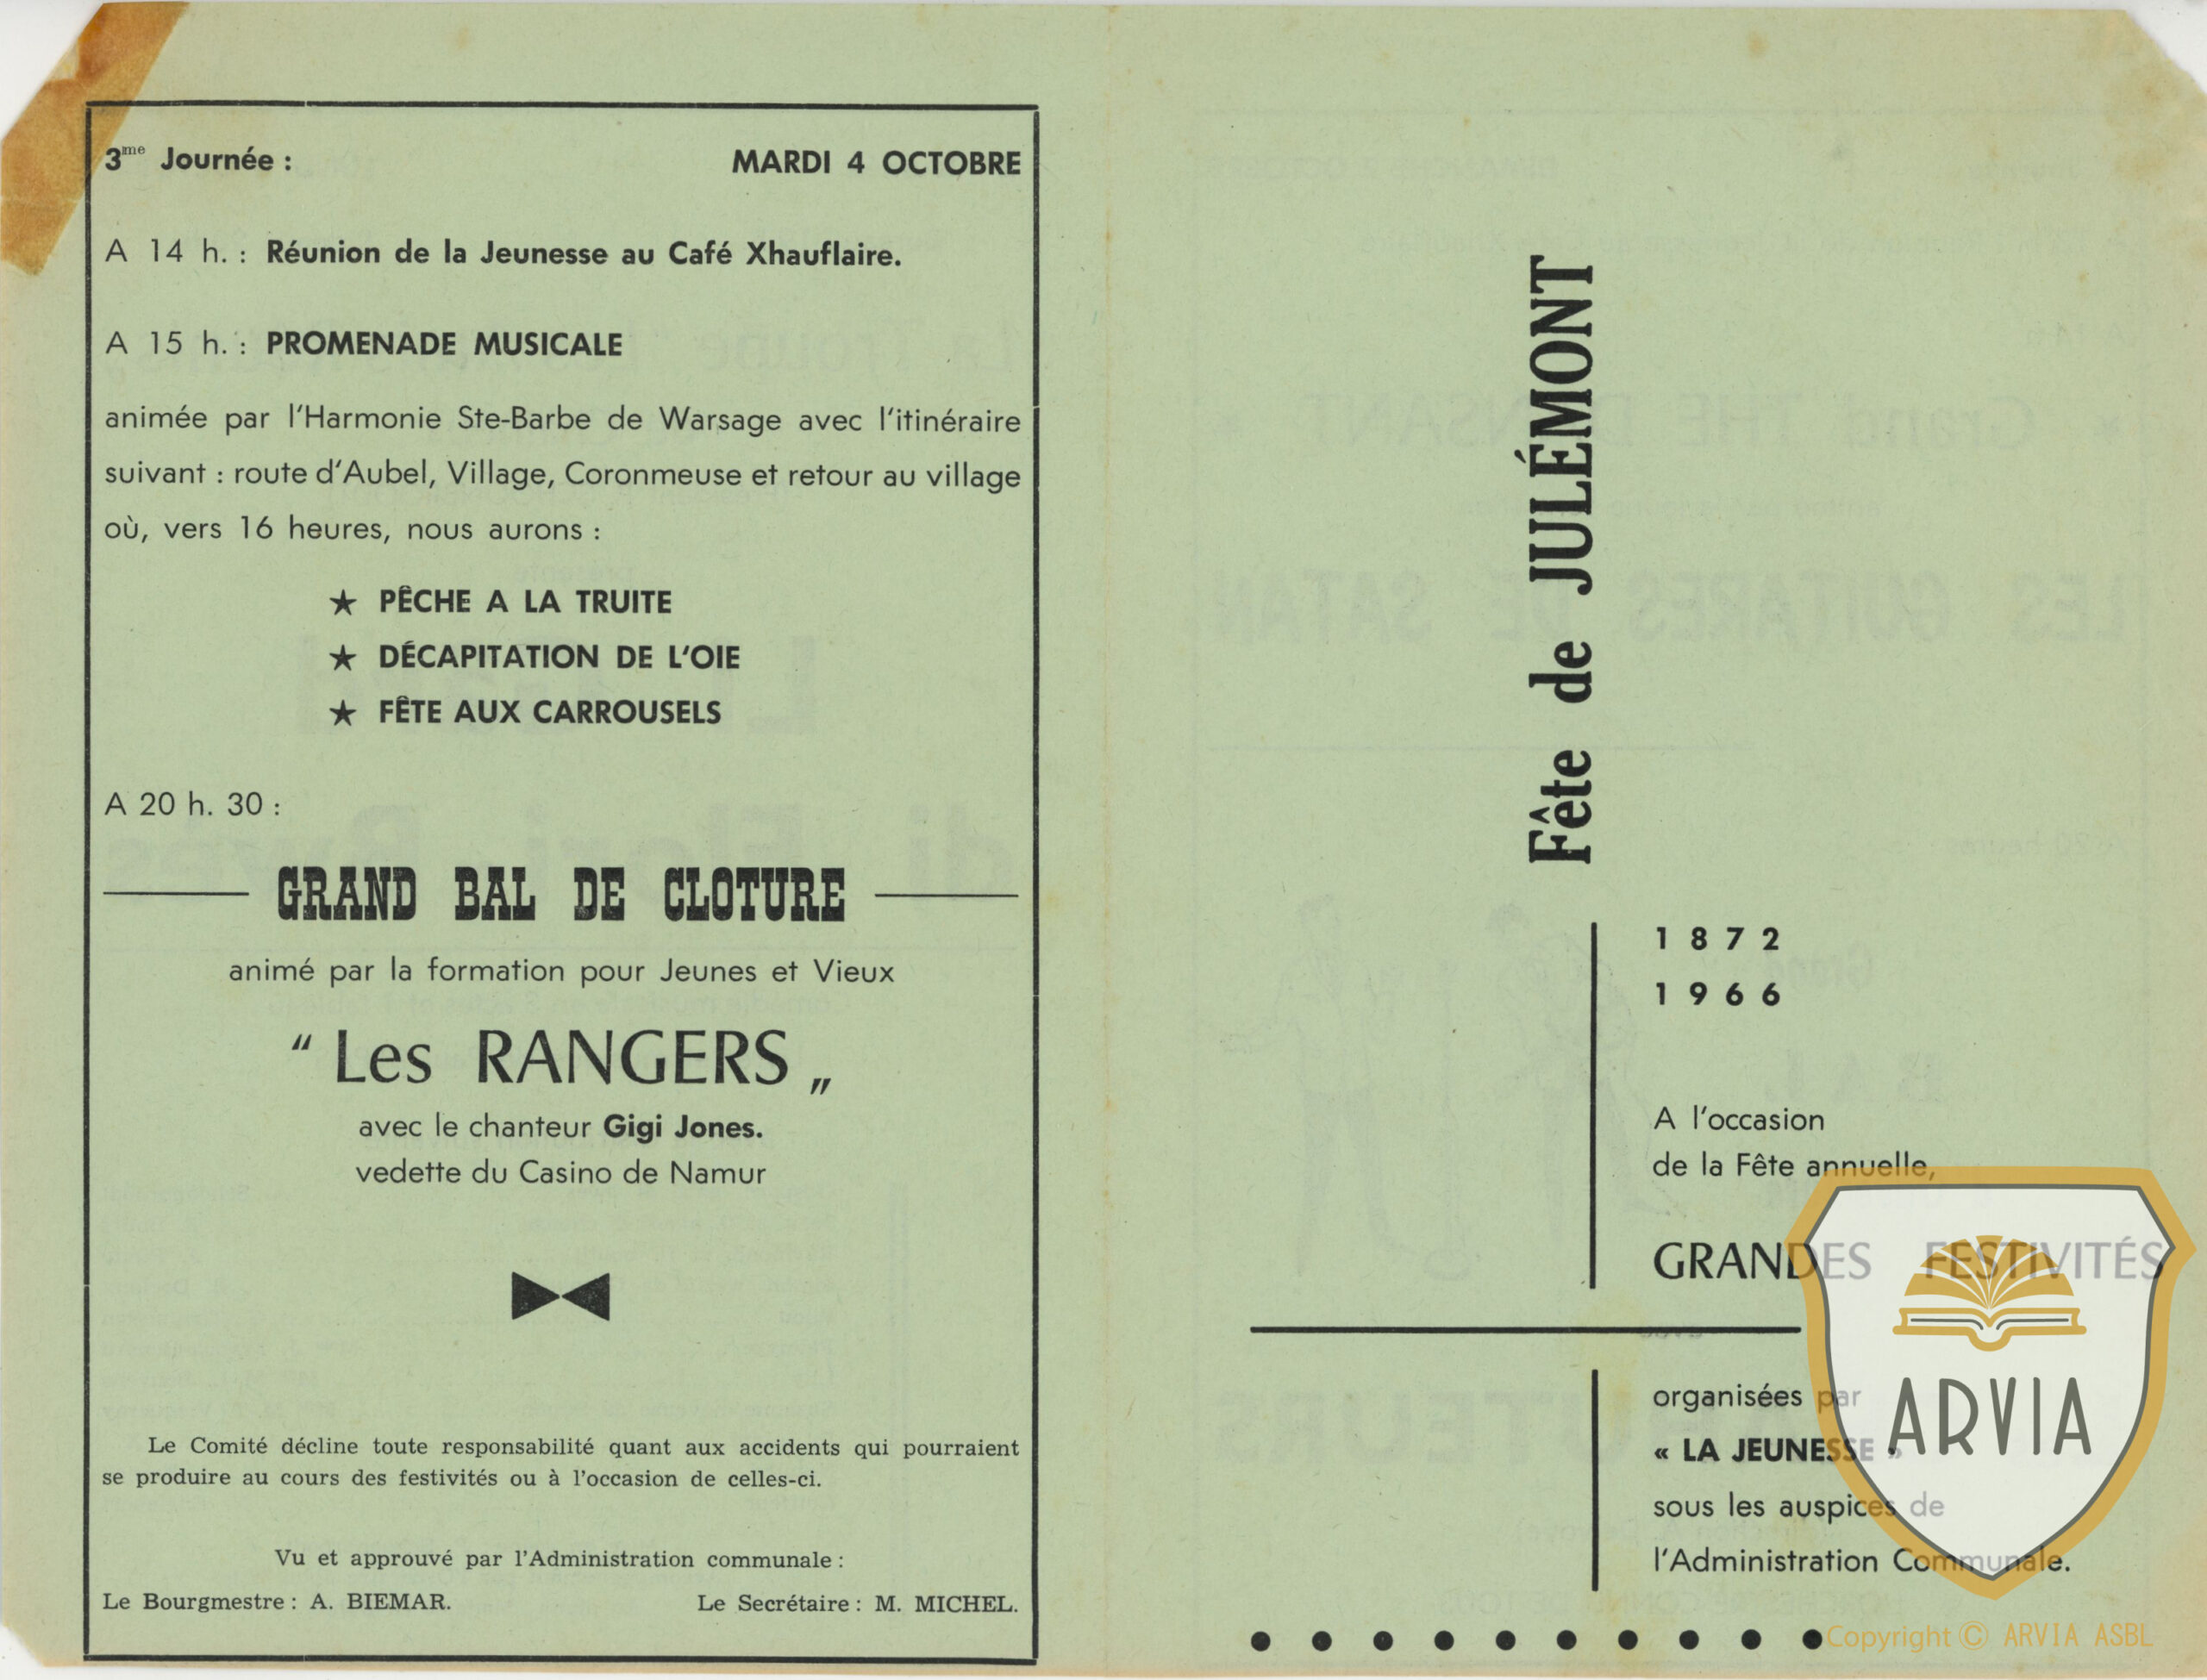 3me Journée : MARDI 4 OCTOBRE
A 14 h. : Réunion de la Jeunesse au Café Xhauflaire.
A 15 h. : PROMENADE MUSICALE
animée par l'Harmonie Ste-Barbe de Warsage avec l'itinéraire
suivant : route d'Aubel, Village, Coronmeuse et retour au village
où, vers 16 heures, nous aurons :
★ PÊCHE A LA TRUITE
★ DÉCAPITATION DE L'OIE
★ FÊTE AUX CARROUSELS
A 20 h. 30 :
GRAND BAL DE CLOTURE
animé par la formation pour Jeunes et Vieux
" Les RANGERS „
avec le chanteur Gigi Jones.
vedette du Casino de Namur
Le Comité décline toute responsabilité quant aux accidents qui pourraient
se produire au cours des festivités ou à l'occasion de celles-ci.
Vu et approuvé par l'Administration communale :
Le Bourgmestre : A. BIEMAR. Le Secrétaire : M. MICHEL.
Fête de JULÉMONT
1872
1966
A l'occasion
de la Fête annuelle,
GRANDES FESTIVITÉS
organisées par
« LA JEUNESSE »
sous les auspices de
l'Administration Communale.
ARVIA
Copyright © ARVIA ASBL